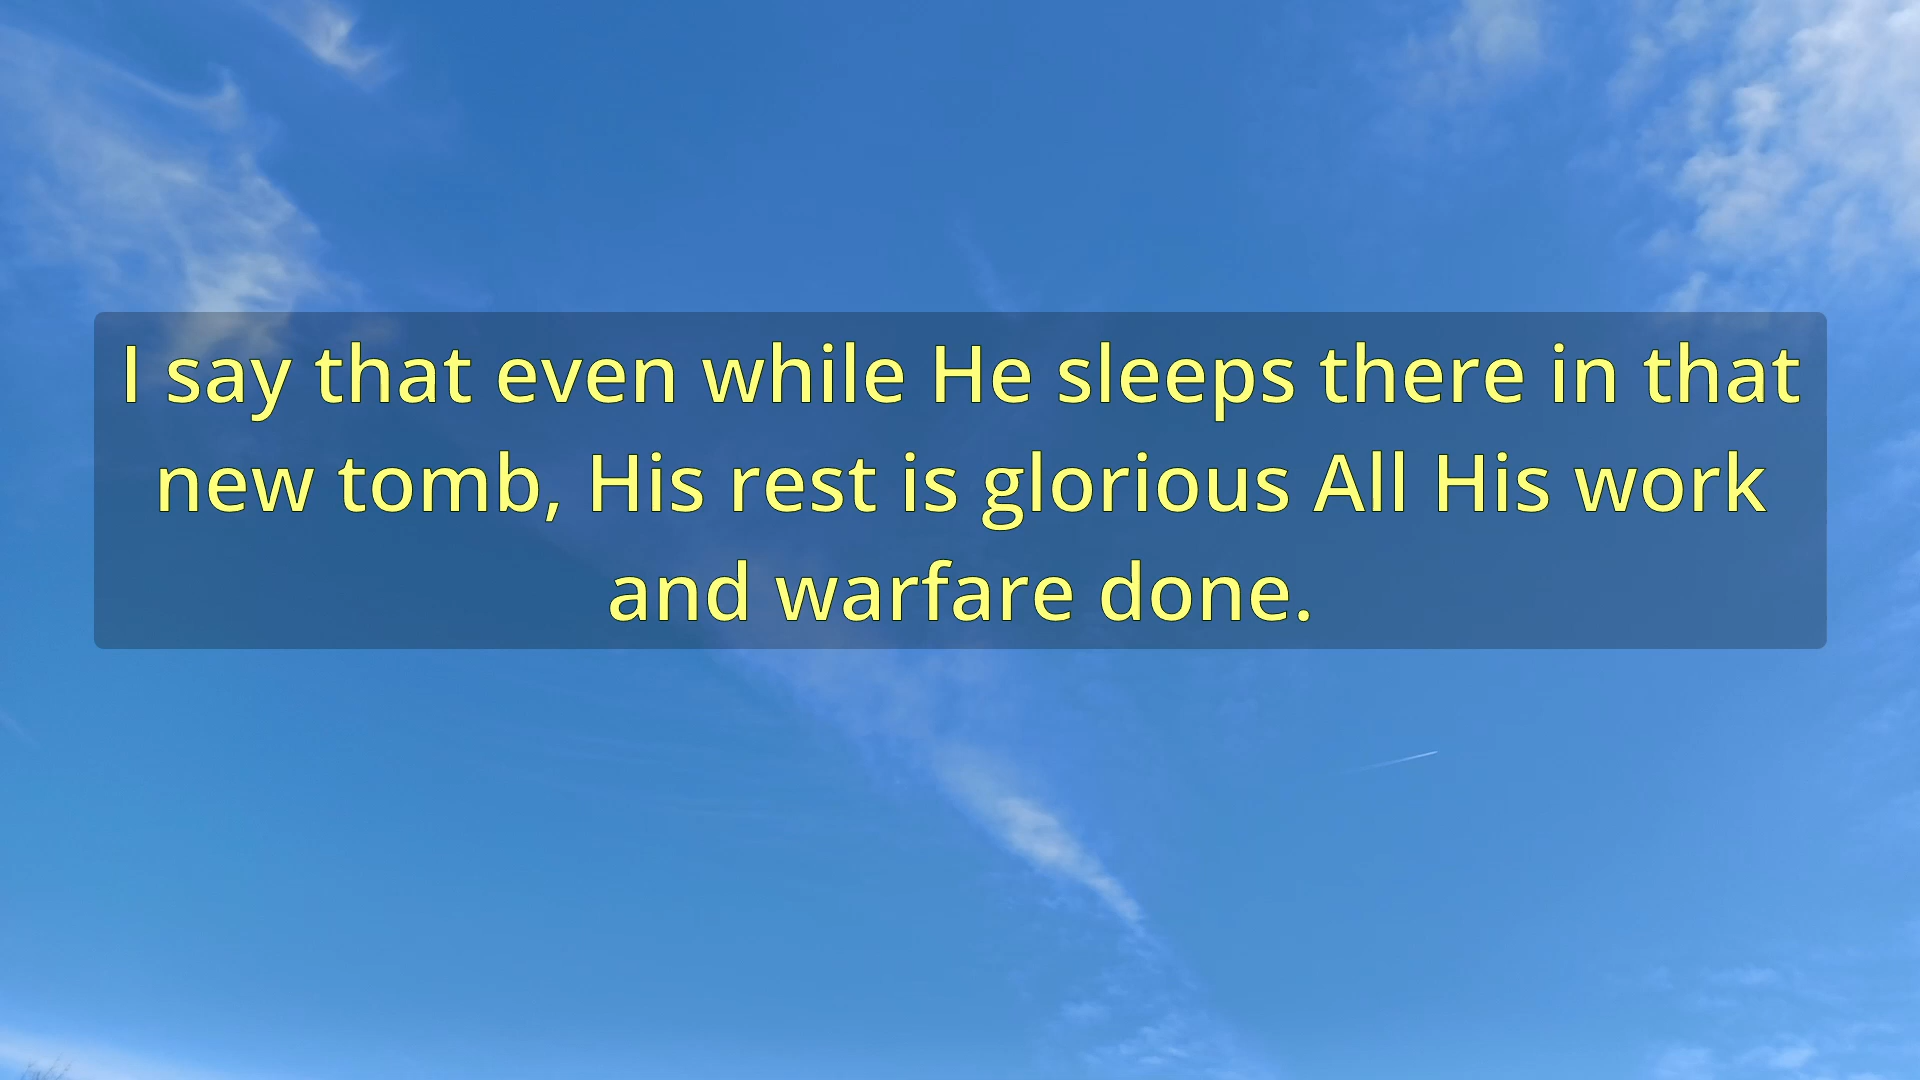 I say that even while He sleeps there in that
new tomb, His rest is glorious All His work
and warfare done.